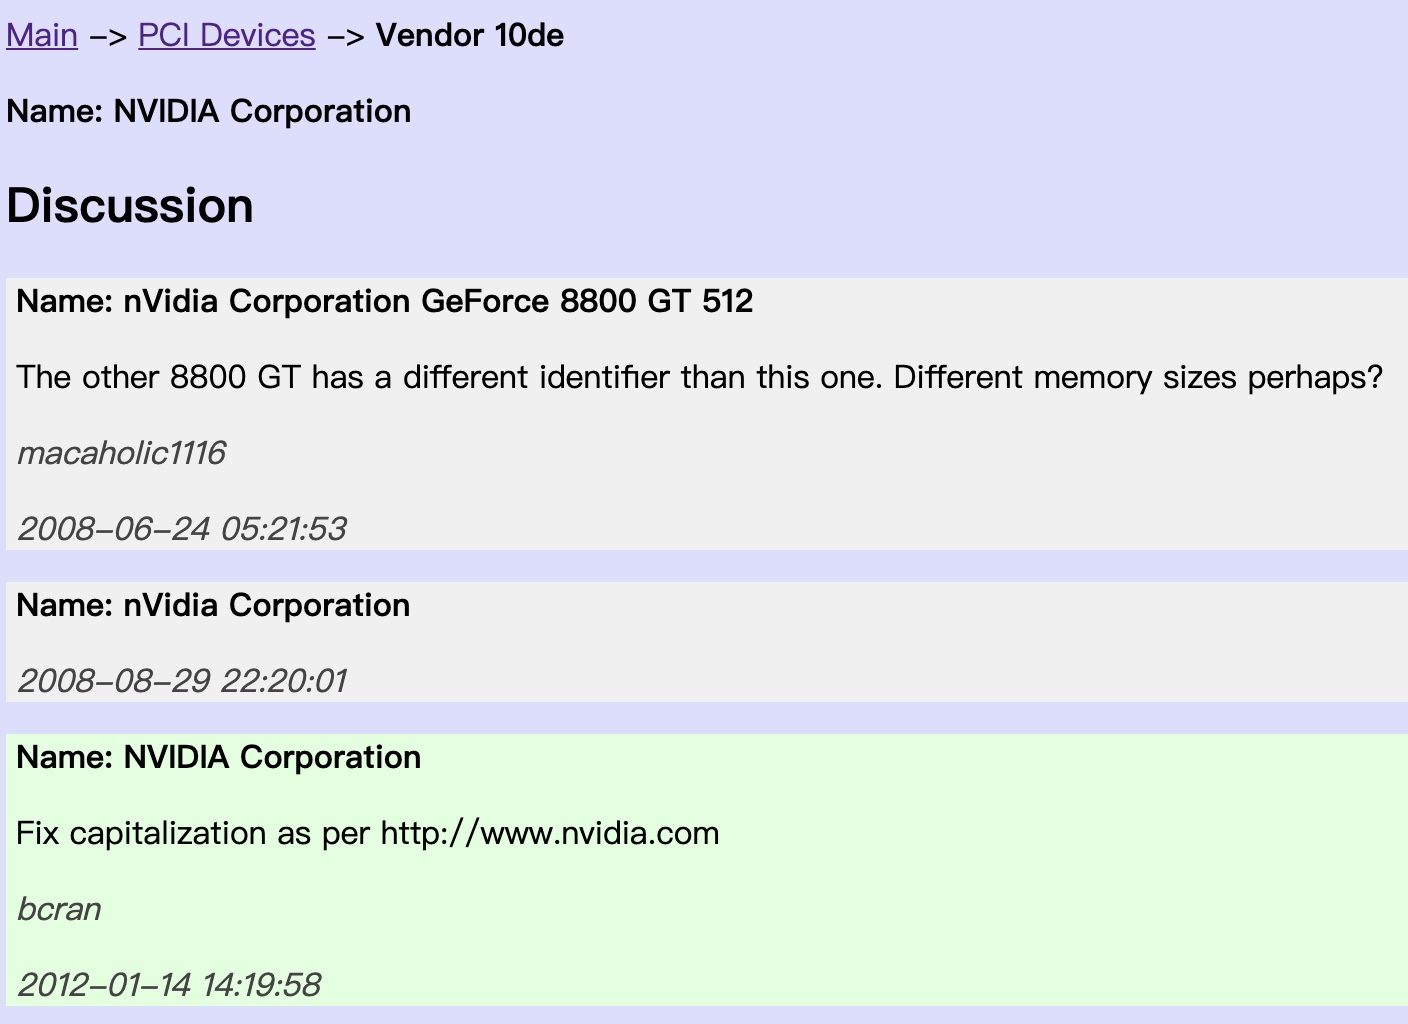 Main -> PCI Devices -> Vendor 10de
Name: NVIDIA Corporation
Discussion
Name: nVidia Corporation GeForce 8800 GT 512
The other 8800 GT has a different identifier than this one. Different memory sizes perhaps?
macaholic1116
2008-06-24 05:21:53
Name: nVidia Corporation
2008-08-29 22:20:01
Name: NVIDIA Corporation
Fix capitalization as per http://www.nvidia.com
bcran
2012-01-14 14:19:58